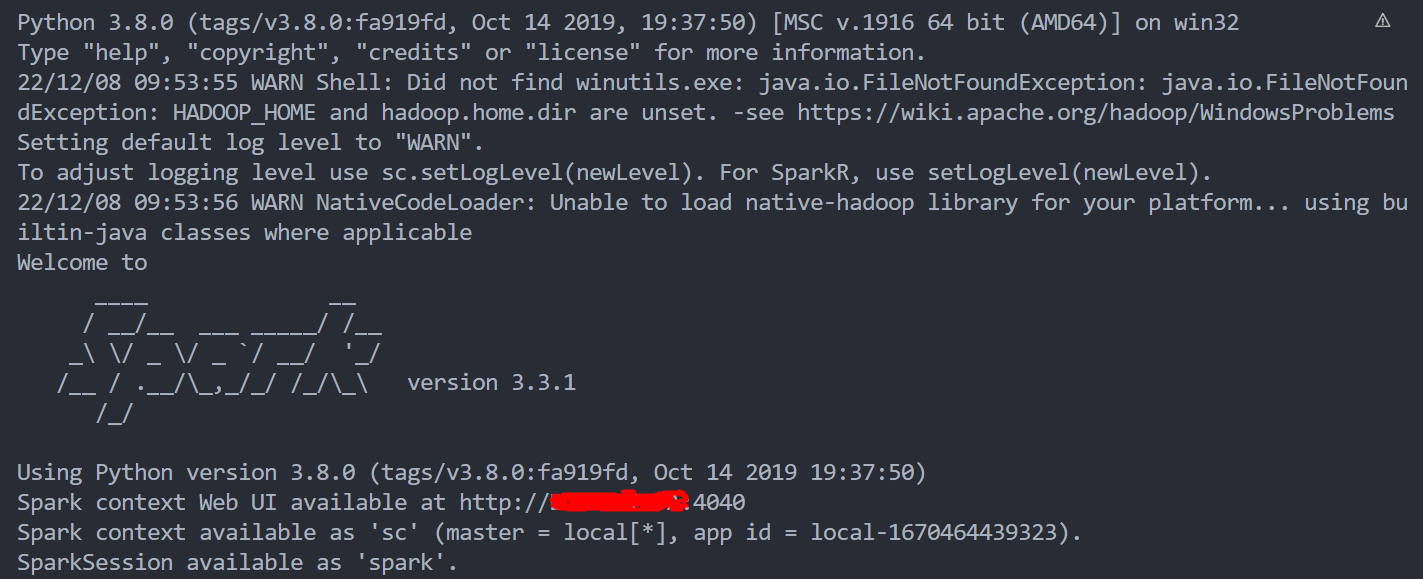 Python 3.8.0 (tags/v3.8.0:fa919fd, Oct 14 2019, 19:37:50) [MSC v.1916 64 bit (AMD64)] on win32
Type "help", "copyright", "credits" or "license" for more information.
22/12/08 09:53:55 WARN Shell: Did not find winutils.exe: java.io.FileNotFoundException: java.io.FileNotFoun
dException: HADOOP_HOME and hadoop.home.dir are unset. -see https://wiki.apache.org/hadoop/WindowsProblems
Setting default log level to "WARN".
To adjust logging level use sc.setLogLevel(newLevel). For SparkR, use setLogLevel(newLevel).
22/12/08 09:53:56 WARN NativeCodeLoader: Unable to load native-hadoop library for your platform... using bu
iltin-java classes where applicable
Welcome to
      ____              __
     / __/__  ___ _____/ /__
    _\ \/ _ \/ _ `/ __/  '_/
   /__ / .__/\_,_/_/ /_/\_\   version 3.3.1
      /_/
Using Python version 3.8.0 (tags/v3.8.0:fa919fd, Oct 14 2019 19:37:50)
Spark context Web UI available at http:// :4040
Spark context available as 'sc' (master = local[*], app id = local-1670464439323).
SparkSession available as 'spark'.